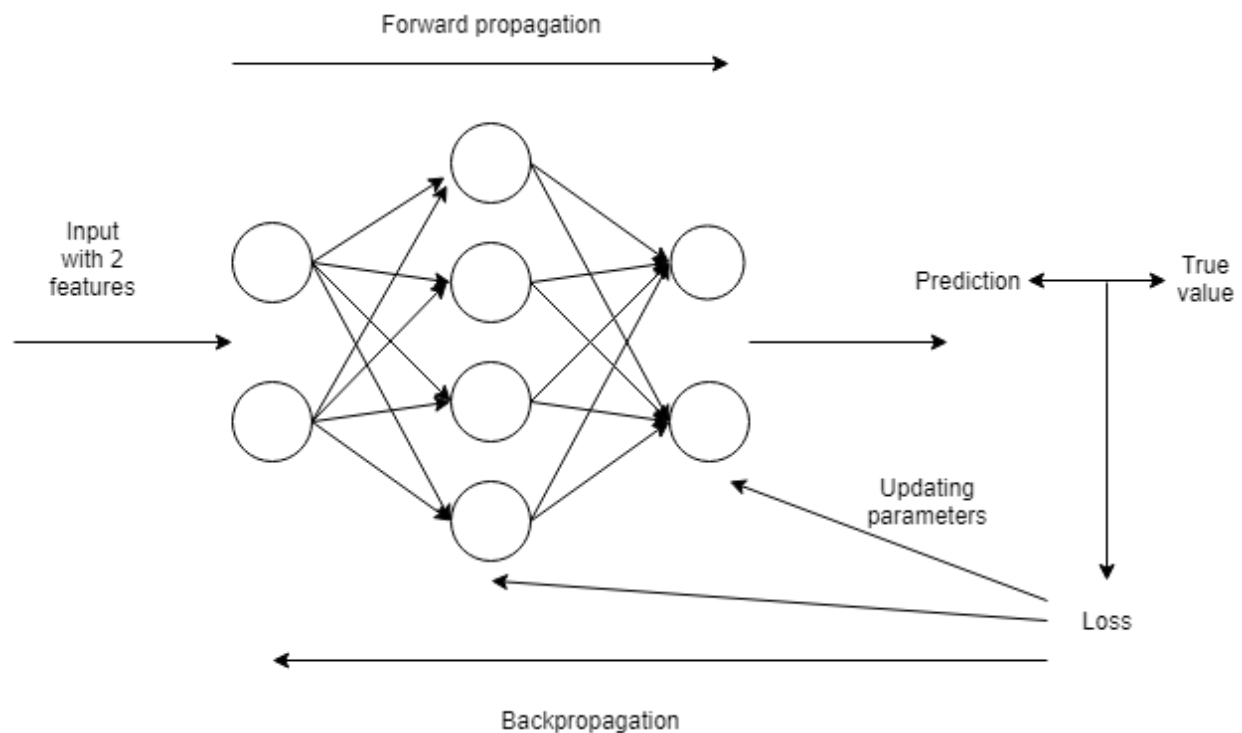 Forward propagation
Input
with 2
features
Prediction
True
value
Updating
parameters
Loss
Backpropagation